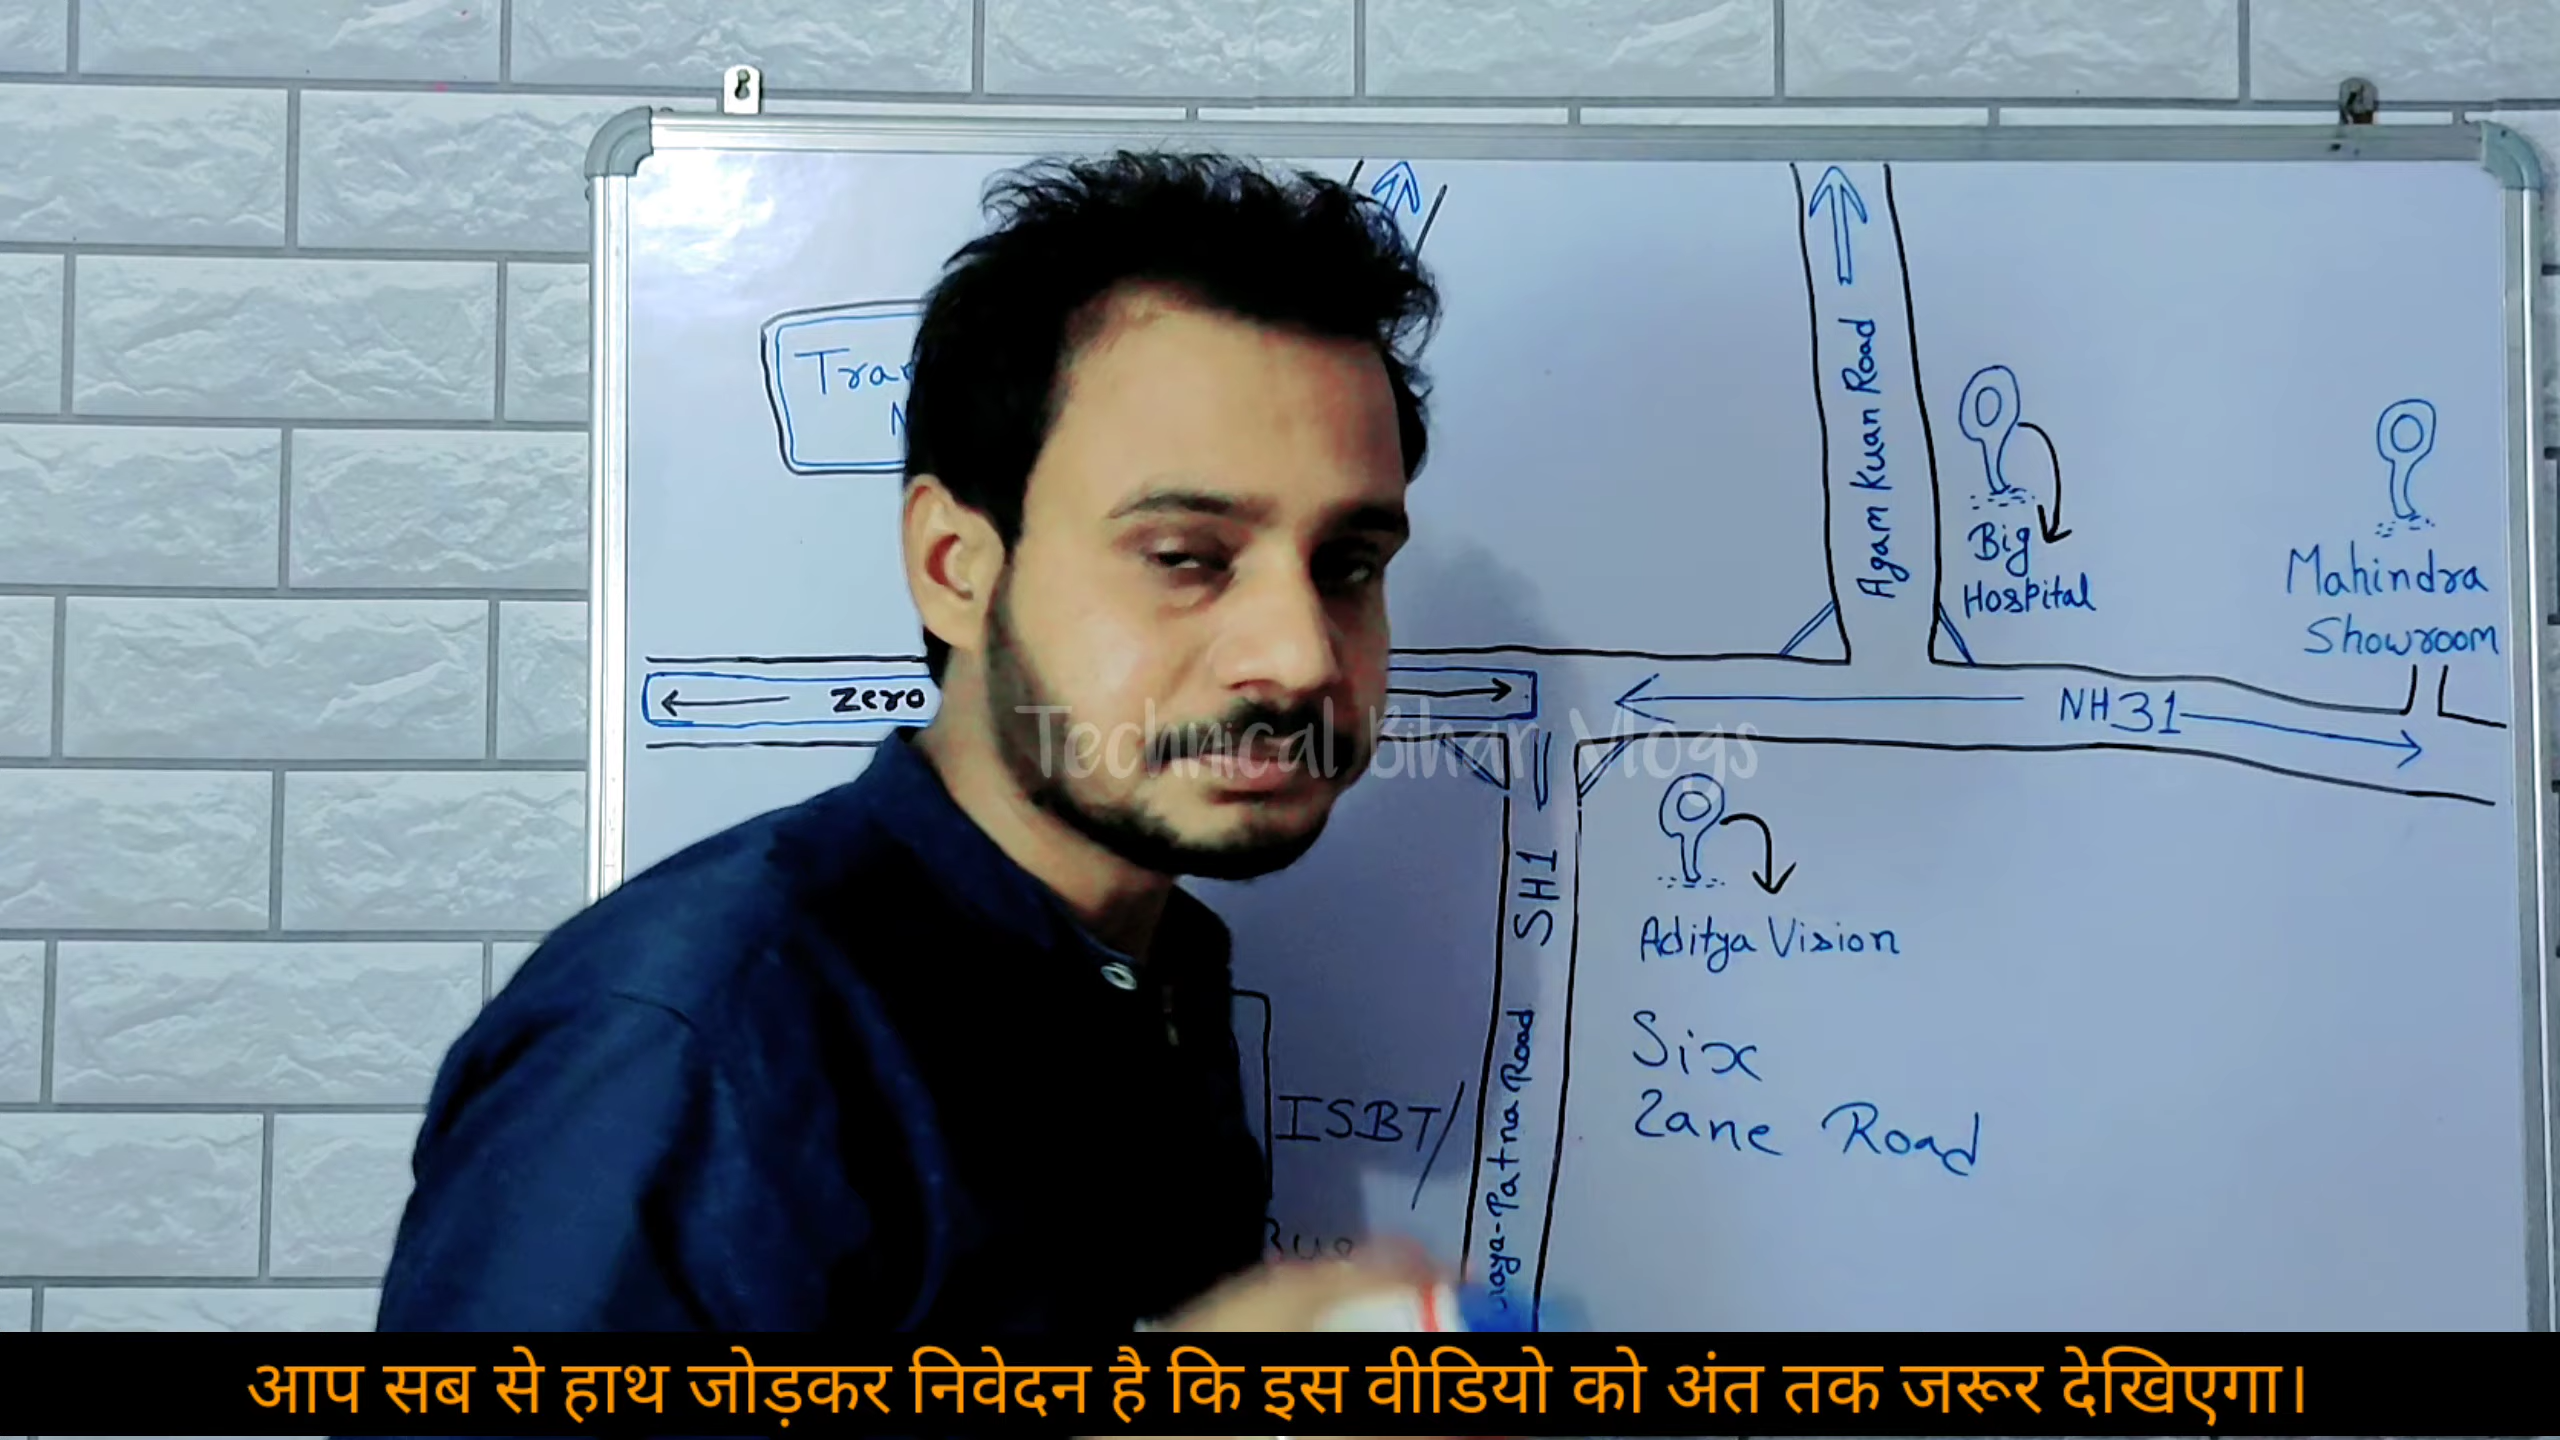 Agam Kuan Road
Big
Hospital
Mahindra
Showroom
Zero
NH31
Technical Bihar Vlogs
SH1
Aditya Vision
Six
Lane Road
ISBT/
Patna Road
आप सब से हाथ जोड़कर निवेदन है कि इस वीडियो को अंत तक जरूर देखिएगा।